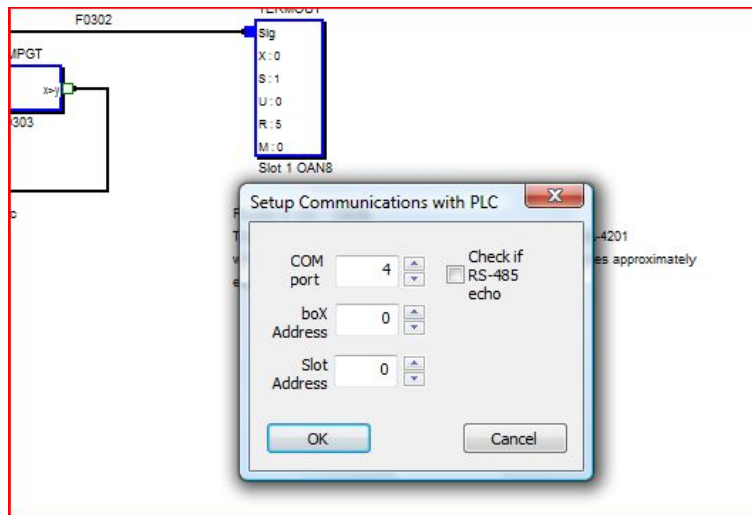 F0302
TERMOUT
Sig
MPGT
X:0
x>y
S:1
U:0
0303
R:5
M:0
Slot 1 OAN8
Setup Communications with PLC
-4201
es approximately
COM port
4
Check if RS-485 echo
boX Address
0
Slot Address
0
OK
Cancel